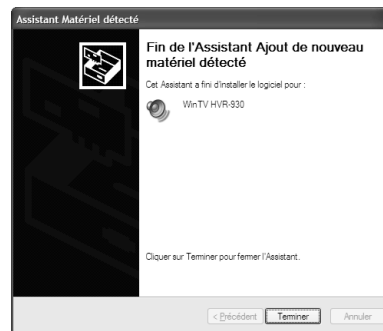 Assistant Matériel détecté
Fin de l'Assistant Ajout de nouveau
matériel détecté
Cet Assistant a fini d'installer le logiciel pour :
WinTV HVR-930
Cliquer sur Terminer pour fermer l'Assistant.
< Précédent
Terminer
Annuler